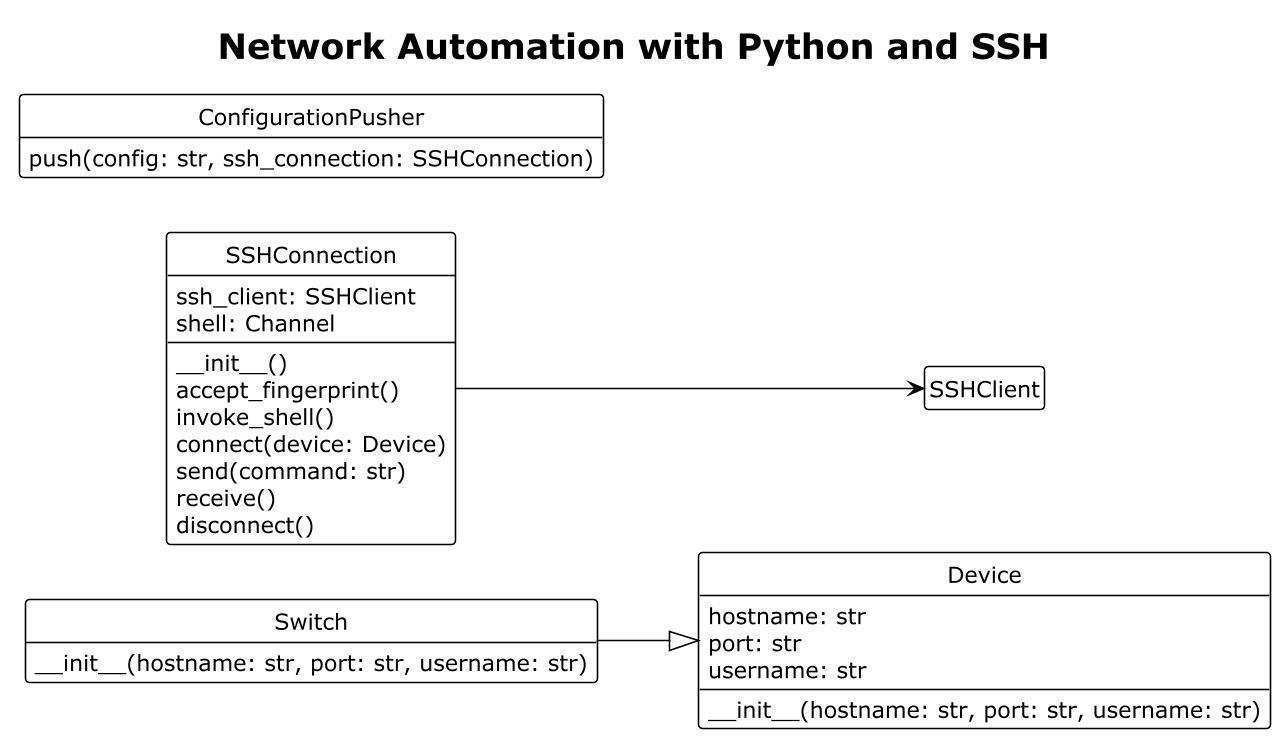 Network Automation with Python and SSH
ConfigurationPusher
push(config: str, ssh_connection: SSHConnection)
SSHConnection
ssh_client: SSHClient
shell: Channel
__init__()
accept_fingerprint()
invoke_shell()
connect(device: Device)
send(command: str)
receive()
disconnect()
SSHClient
Switch
__init__(hostname: str, port: str, username: str)
Device
hostname: str
port: str
username: str
__init__(hostname: str, port: str, username: str)